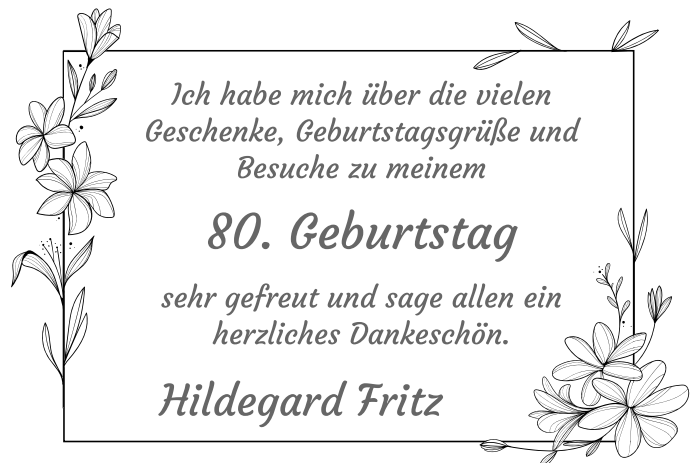 Ich habe mich über die vielen
Geschenke, Geburtstagsgrüße und
Besuche zu meinem
80. Geburtstag
sehr gefreut und sage allen ein
herzliches Dankeschön.
Hildegard Fritz